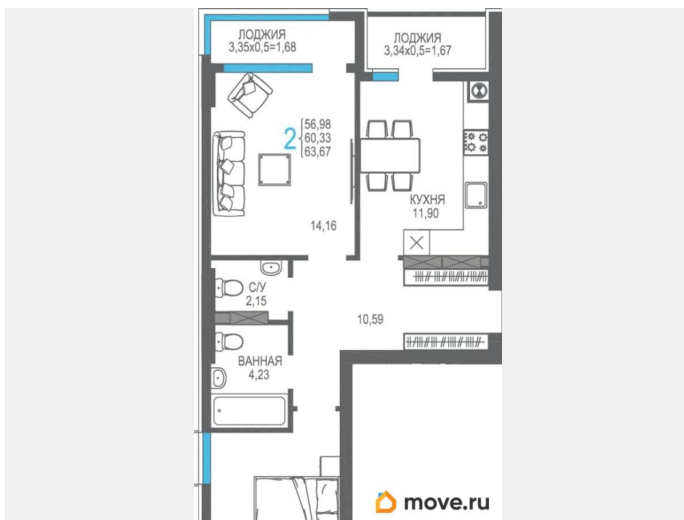 ЛОДЖИЯ
3,35x0,5=1,68
ЛОДЖИЯ
3,34x0,5=1,67
2
56,98
60,33
63,67
КУХНЯ
11,90
14,16
С/У
2,15
10,59
ВАННАЯ
4,23
move.ru